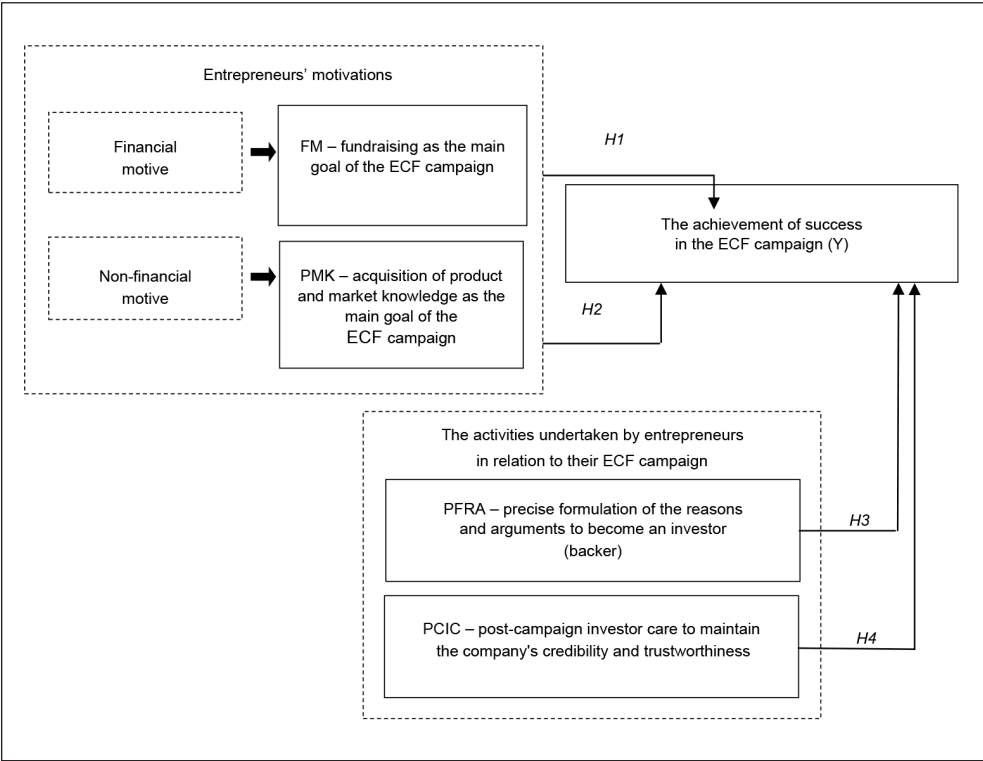 Entrepreneurs' motivations
Financial
motive
FM – fundraising as the main
goal of the ECF campaign
H1
The achievement of success
in the ECF campaign (Y)
Non-financial
motive
PMK – acquisition of product
and market knowledge as the
main goal of the
ECF campaign
H2
The activities undertaken by entrepreneurs
in relation to their ECF campaign
PFRA – precise formulation of the reasons
and arguments to become an investor
(backer)
H3
PCIC – post-campaign investor care to maintain
the company's credibility and trustworthiness
H4